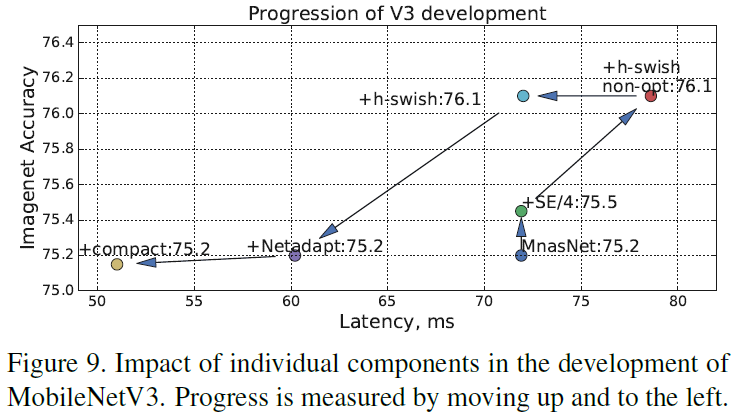 Progression of V3 development
Imagenet Accuracy
76.4
76.2
76.0
75.8
75.6
75.4
75.2
75.0
+h-swish
non-opt:76.1
+h-swish:76.1
+SE/4:75.5
MnasNet:75.2
+Netadapt:75.2
+compact:75.2
50 55 60 65 70 75 80
Latency, ms
Figure 9. Impact of individual components in the development of
MobileNetV3. Progress is measured by moving up and to the left.